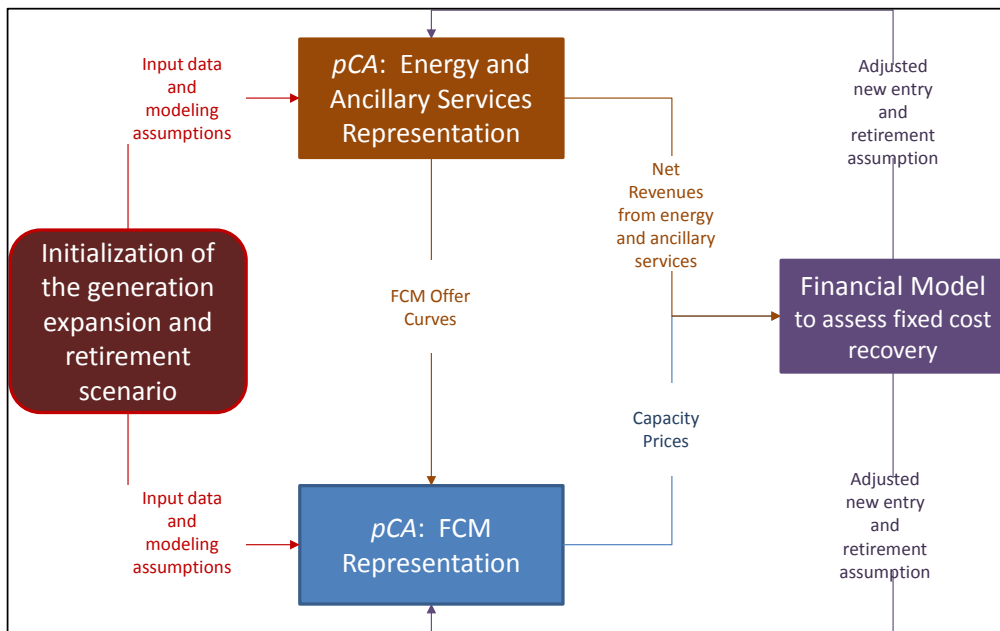 Input data
and
modeling
assumptions
pCA: Energy and
Ancillary Services
Representation
Adjusted
new entry
and
retirement
assumption
Net
Revenues
from energy
and ancillary
services
Initialization of
the generation
expansion and
retirement
scenario
FCM Offer
Curves
Financial Model
to assess fixed cost
recovery
Capacity
Prices
Input data
and
modeling
assumptions
pCA: FCM
Representation
Adjusted
new entry
and
retirement
assumption